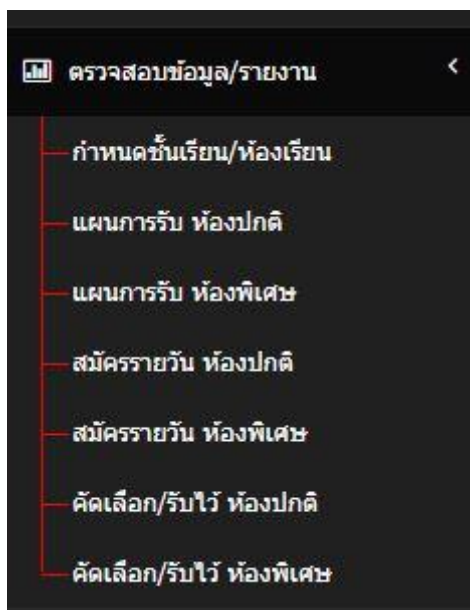 ตรวจสอบข้อมูล/รายงาน
กำหนดชั้นเรียน/ห้องเรียน
แผนการรับ ห้องปกติ
แผนการรับ ห้องพิเศษ
สมัครรายวัน ห้องปกติ
สมัครรายวัน ห้องพิเศษ
คัดเลือก/รับไว้ ห้องปกติ
คัดเลือก/รับไว้ ห้องพิเศษ